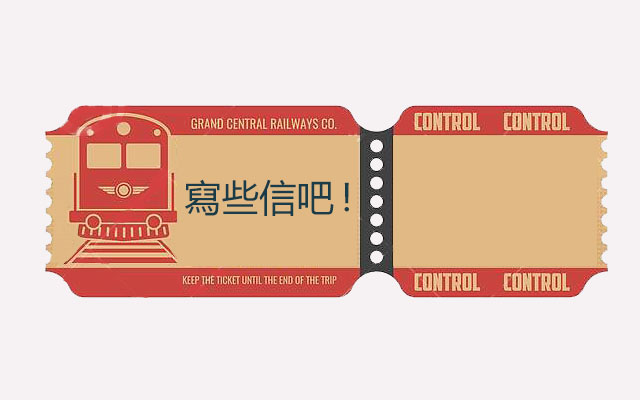 GRAND CENTRAL RAILWAYS CO.
寫些信吧!
KEEP THE TICKET UNTIL THE END OF THE TRIP
CONTROL CONTROL
CONTROL CONTROL